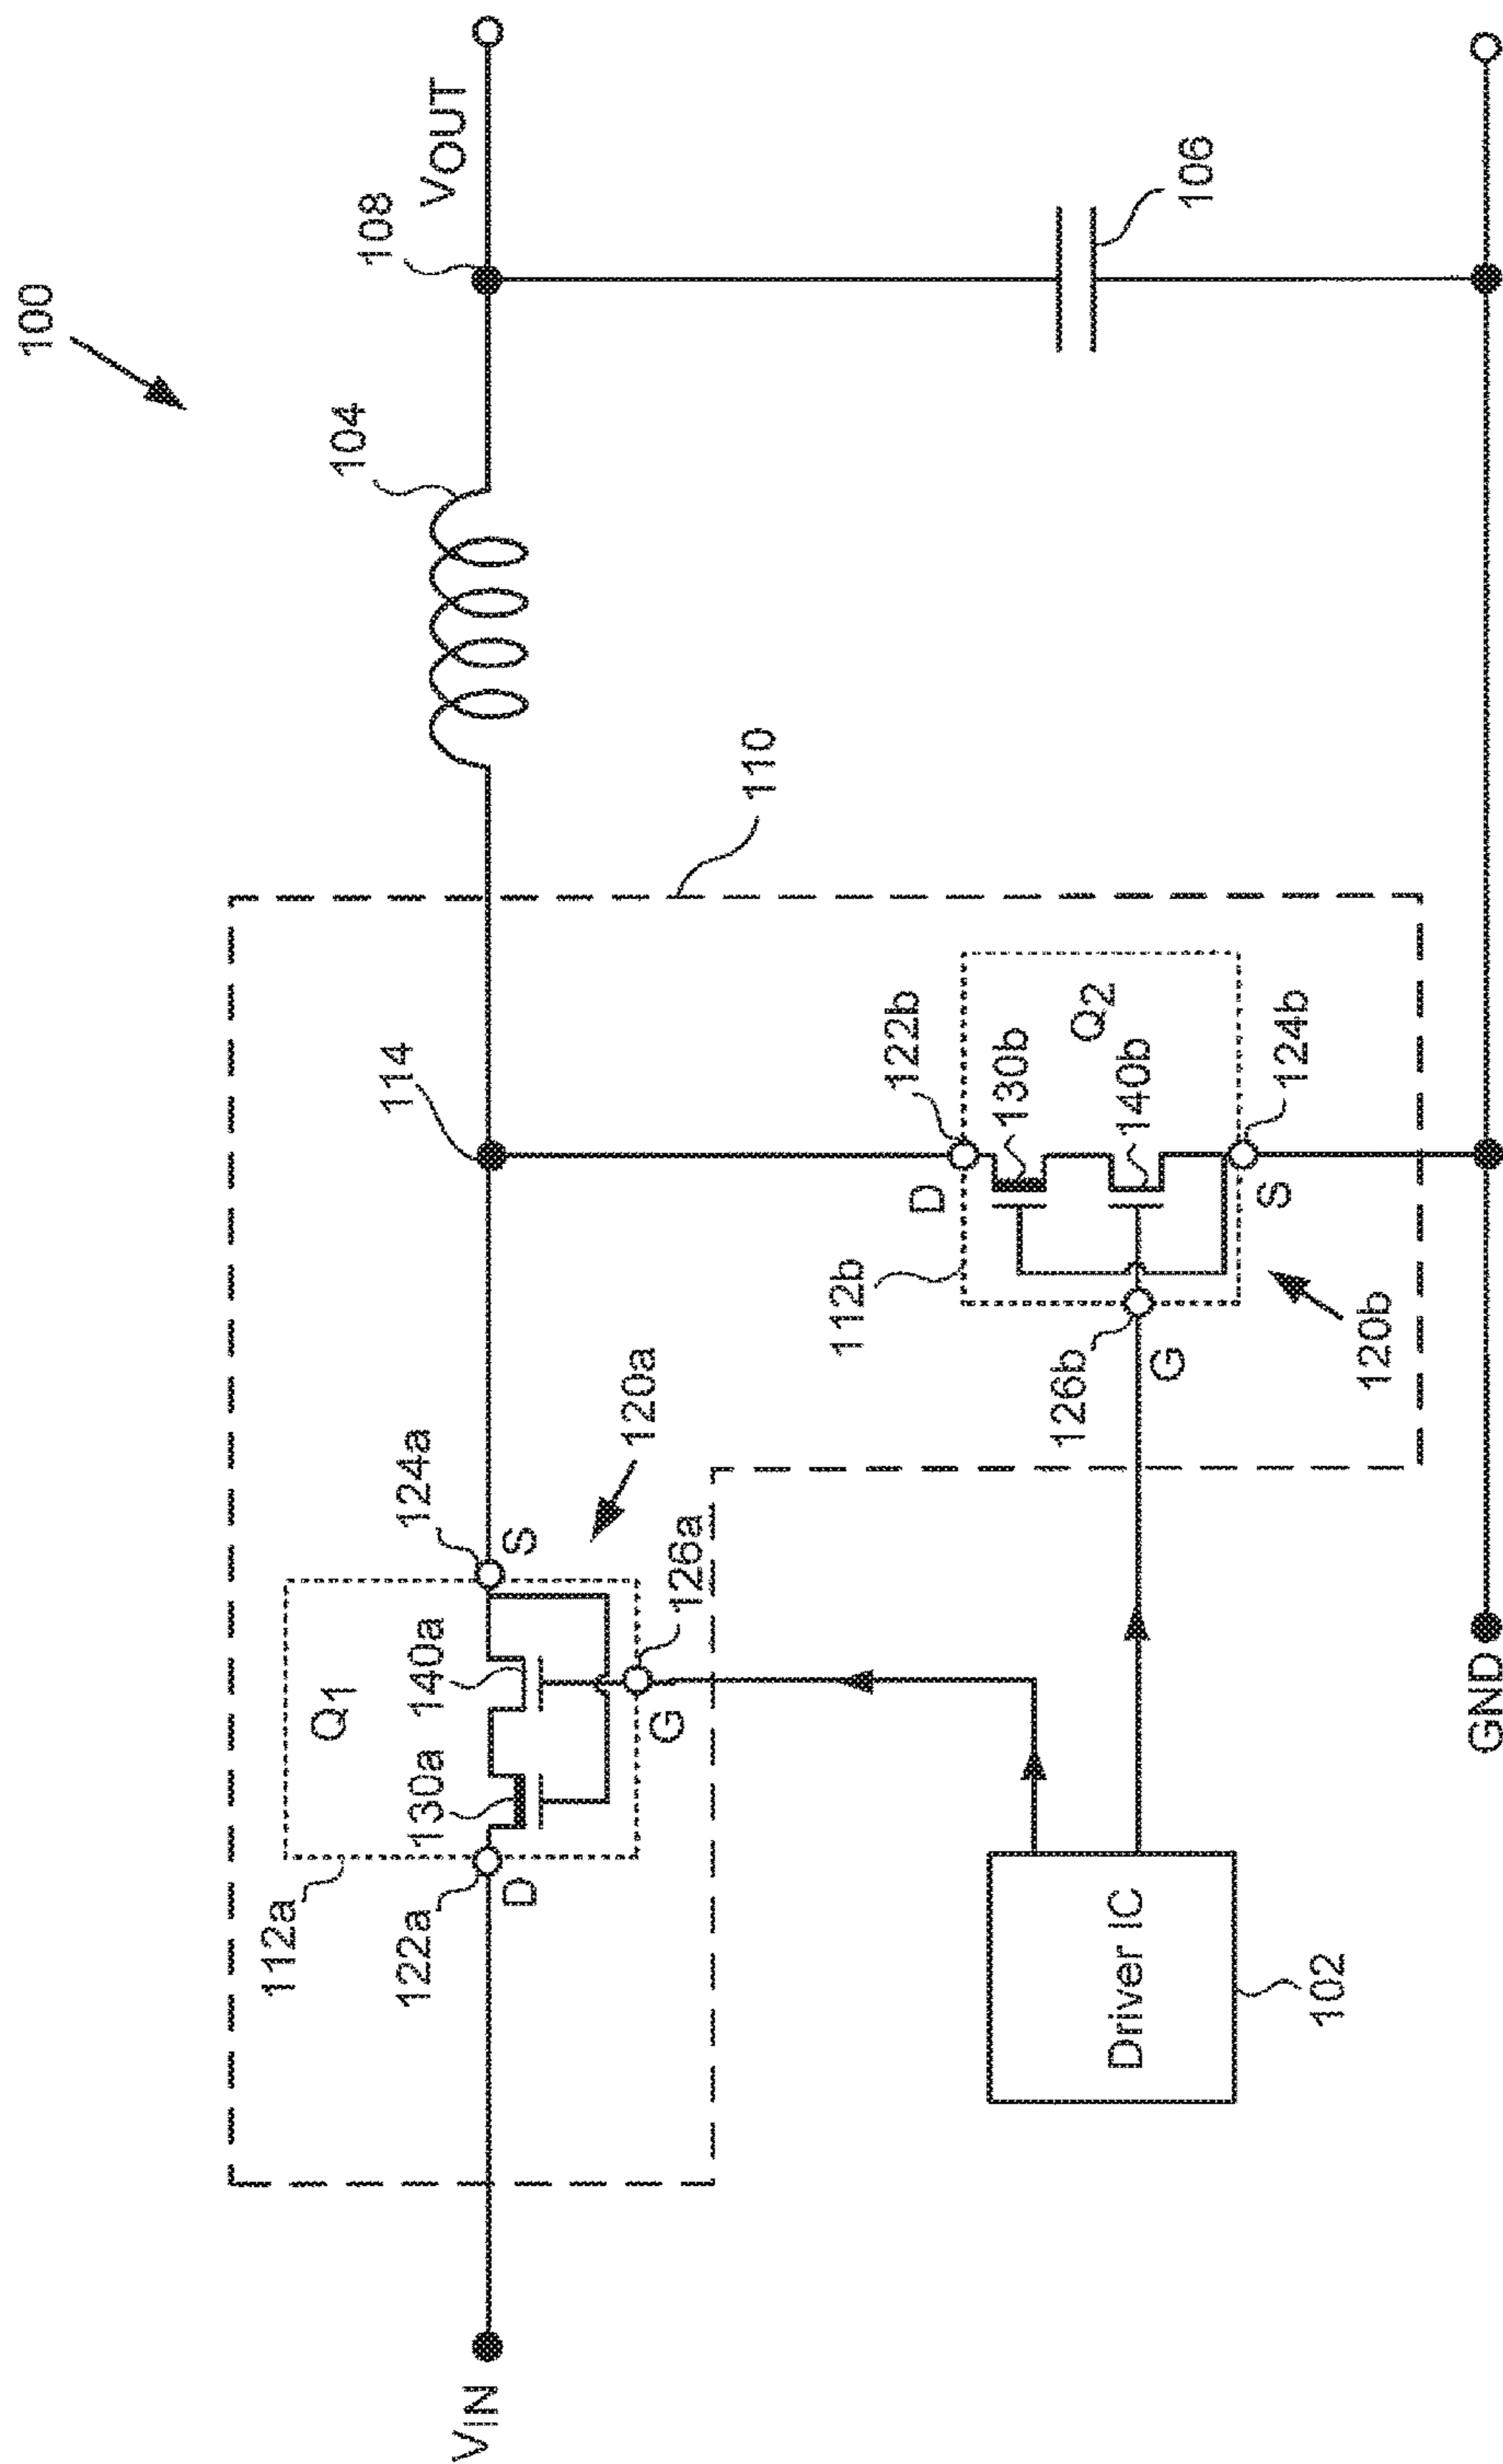 100
104
108
VOUT
110
114
106
Q1
112a
122a
D
130a
140a
124a
S
120a
126a
G
112b
D
122b
130b
Q2
140b
126b
G
S
124b
120b
VIN
Driver IC
102
GND